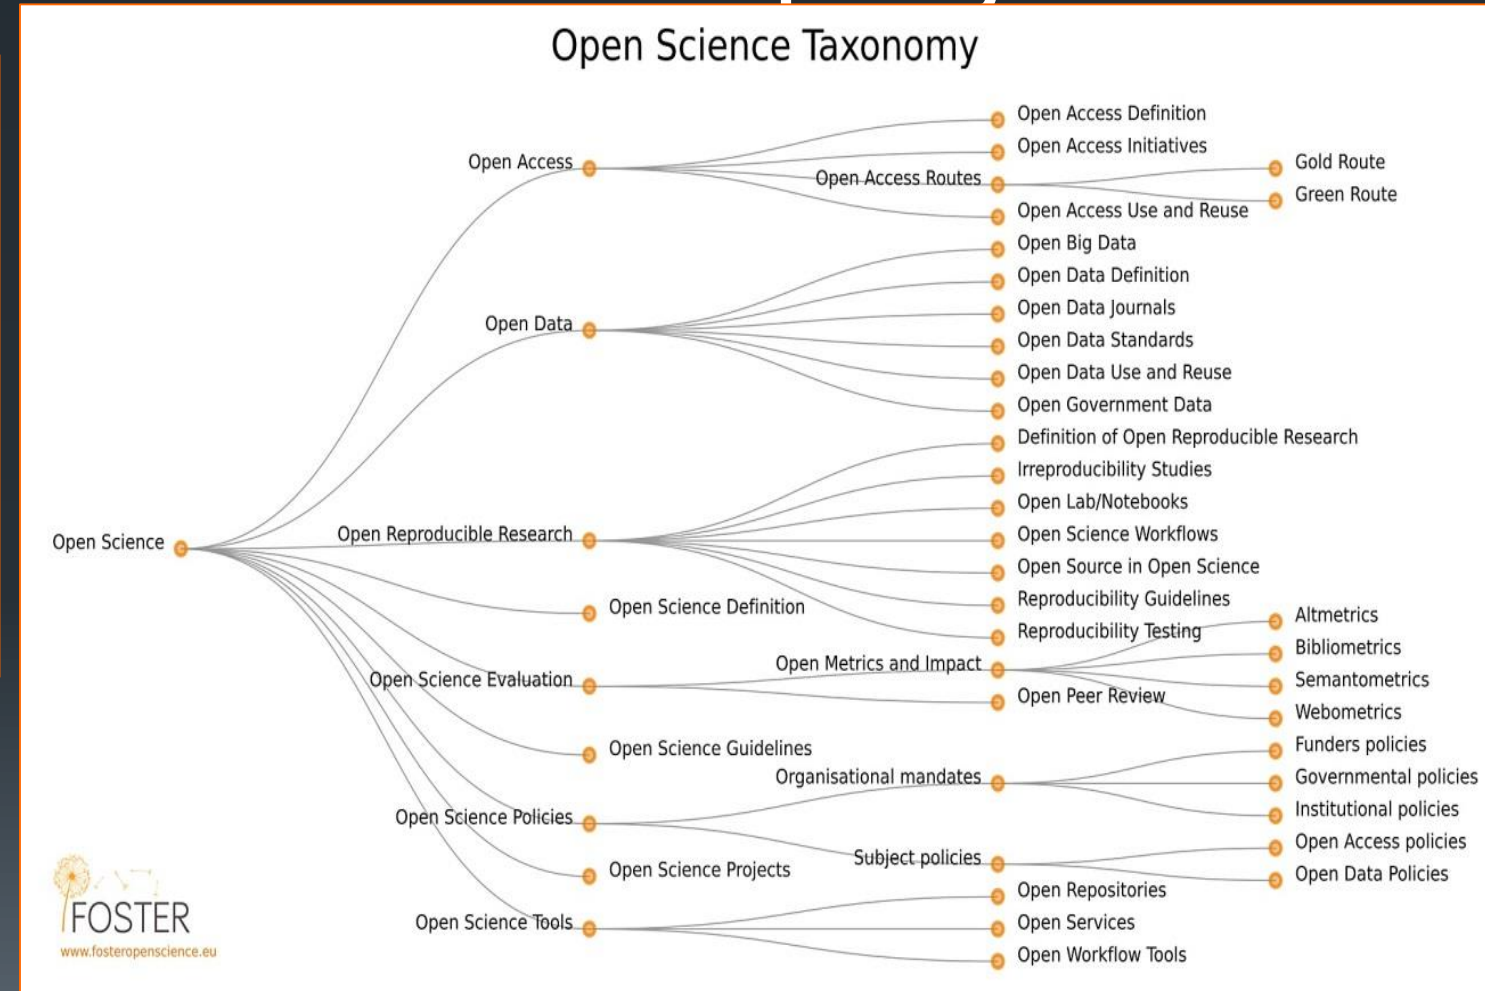 Open Science Taxonomy
Open Science
Open Access
Open Access Definition
Open Access Initiatives
Open Access Routes
Gold Route
Green Route
Open Access Use and Reuse
Open Data
Open Big Data
Open Data Definition
Open Data Journals
Open Data Standards
Open Data Use and Reuse
Open Government Data
Open Reproducible Research
Definition of Open Reproducible Research
Irreproducibility Studies
Open Lab/Notebooks
Open Science Workflows
Open Source in Open Science
Reproducibility Guidelines
Reproducibility Testing
Open Science Definition
Open Science Evaluation
Open Metrics and Impact
Altmetrics
Bibliometrics
Semantometrics
Webometrics
Open Peer Review
Open Science Guidelines
Open Science Policies
Organisational mandates
Funders policies
Governmental policies
Institutional policies
Subject policies
Open Access policies
Open Data Policies
Open Science Projects
Open Science Tools
Open Repositories
Open Services
Open Workflow Tools
FOSTER
www.fosteropenscience.eu